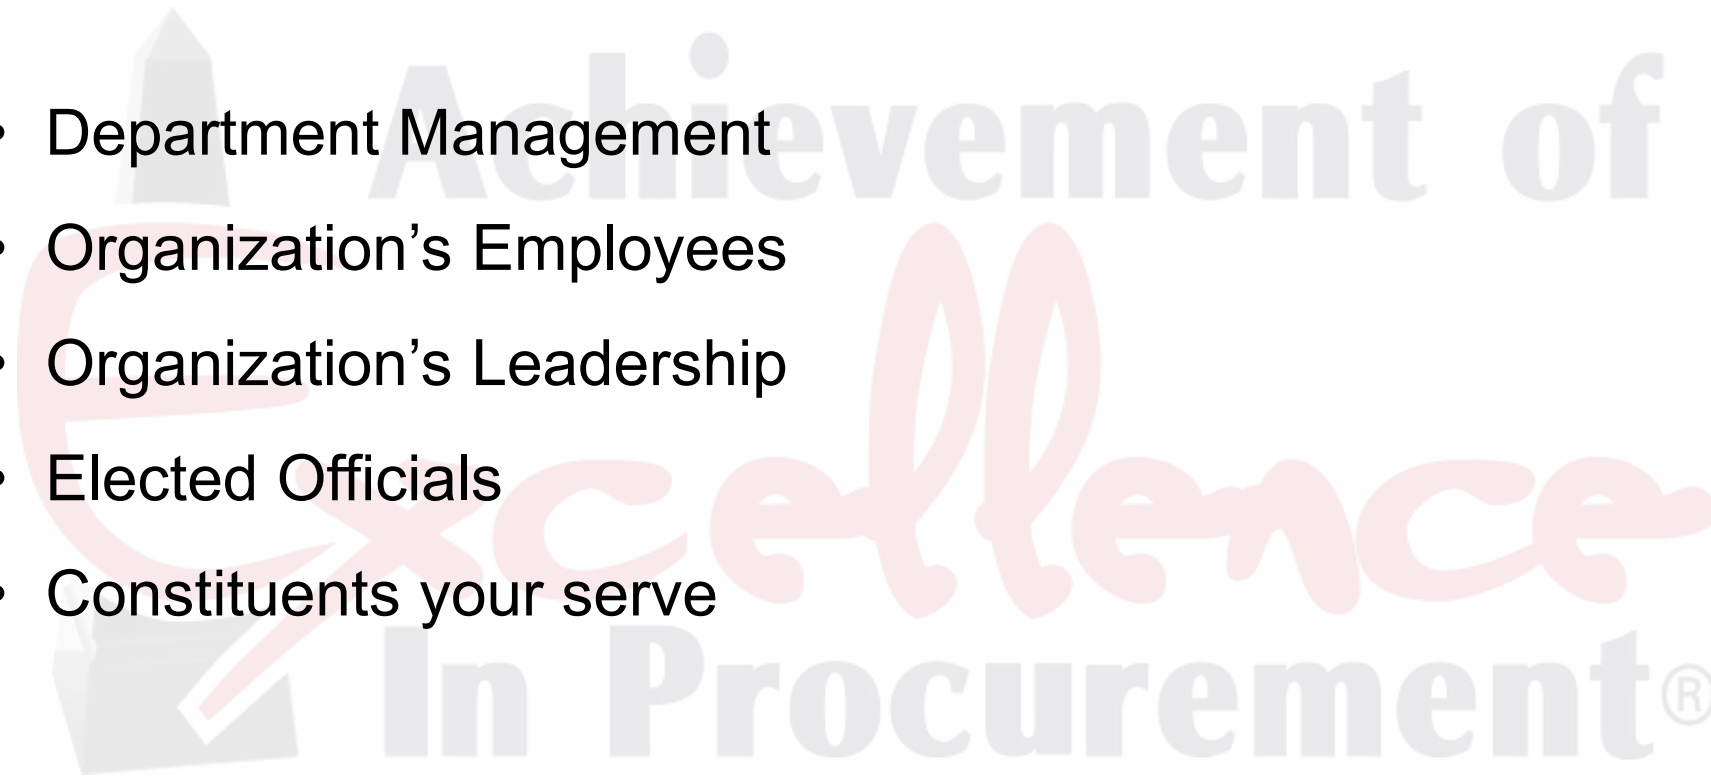 Achievement of
• Department Management
• Organization’s Employees
• Organization’s Leadership
Excellence
• Elected Officials
• Constituents your serve
In Procurement®